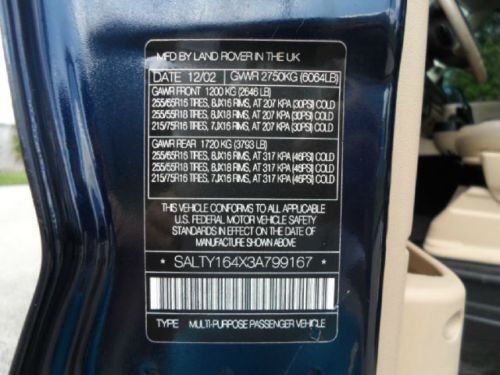 MFD BY LAND ROVER IN THE UK
DATE 12/02 GVWR 2750KG (6064LB)
GAWR FRONT 1200 KG (2646 LB)
255/65R16 TIRES, 8JX16 RIMS, AT 207 KPA (30PSI) COLD
255/55R18 TIRES, 8JX18 RIMS, AT 207 KPA (30PSI) COLD
215/75R16 TIRES, 7JX16 RIMS, AT 207 KPA (30PSI) COLD
GAWR REAR 1720 KG (3793 LB)
255/65R16 TIRES, 8JX16 RIMS, AT 317 KPA (46PSI) COLD
255/55R18 TIRES, 8JX18 RIMS, AT 317 KPA (46PSI) COLD
215/75R16 TIRES, 7JX16 RIMS, AT 317 KPA (46PSI) COLD
THIS VEHICLE CONFORMS TO ALL APPLICABLE
U.S. FEDERAL MOTOR VEHICLE SAFETY
STANDARDS IN EFFECT ON THE DATE OF
MANUFACTURE SHOWN ABOVE.
* SALTY164X3A799167 *
TYPE MULTI-PURPOSE PASSENGER VEHICLE